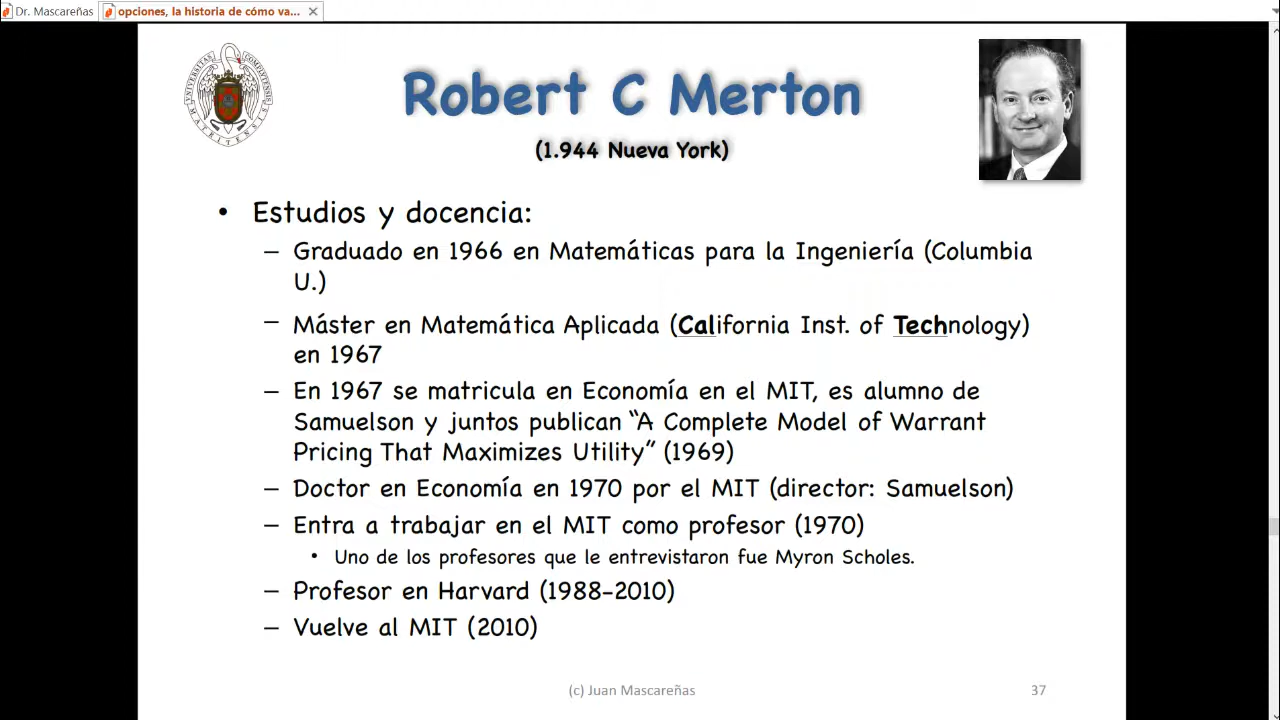 Dr. Mascareñas
opciones, la historia de cómo va...
Robert C Merton
(1.944 Nueva York)
• Estudios y docencia:
– Graduado en 1966 en Matemáticas para la Ingeniería (Columbia
U.)
– Máster en Matemática Aplicada (California Inst. of Technology)
en 1967
– En 1967 se matricula en Economía en el MIT, es alumno de
Samuelson y juntos publican “A Complete Model of Warrant
Pricing That Maximizes Utility” (1969)
– Doctor en Economía en 1970 por el MIT (director: Samuelson)
– Entra a trabajar en el MIT como profesor (1970)
• Uno de los profesores que le entrevistaron fue Myron Scholes.
– Profesor en Harvard (1988-2010)
– Vuelve al MIT (2010)
(c) Juan Mascareñas
37